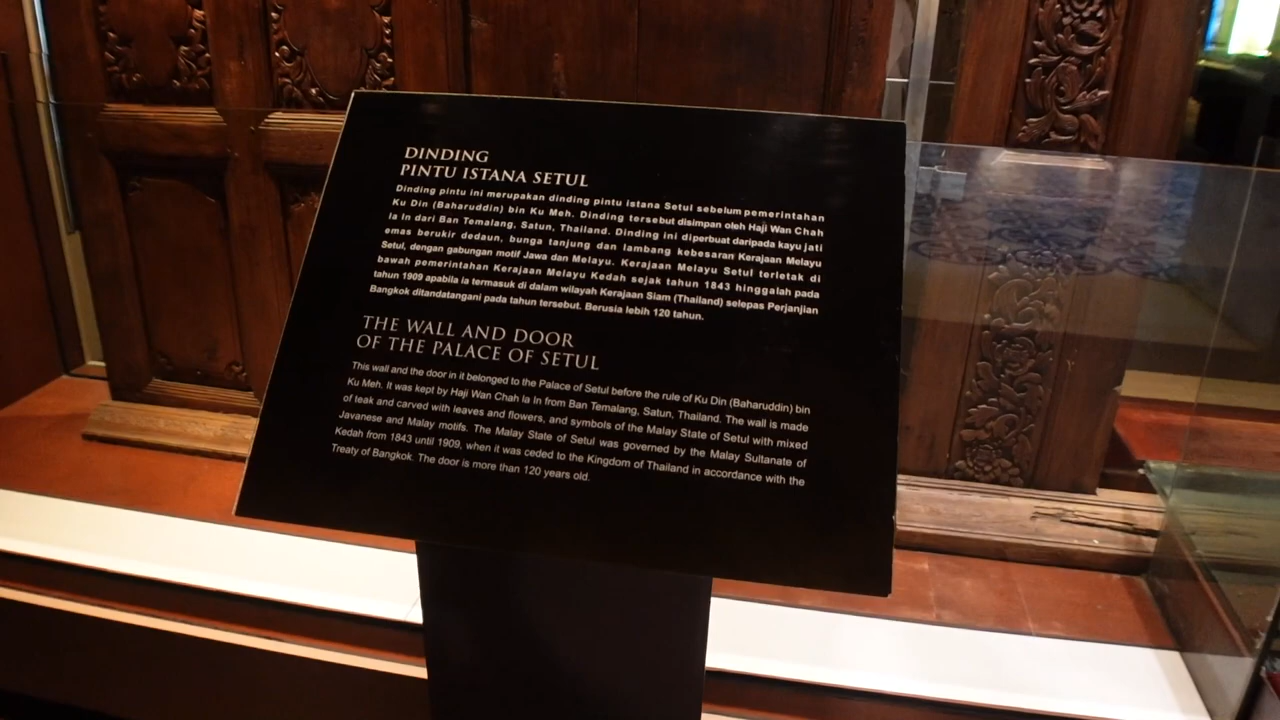 DINDING
PINTU ISTANA SETUL
Dinding pintu ini merupakan dinding pintu istana Setul sebelum pemerintahan
Ku Din (Baharuddin) bin Ku Meh. Dinding tersebut disimpan oleh Haji Wan Chah
la In dari Ban Temalang, Satun, Thailand. Dinding ini diperbuat daripada kayu jati
emas berukir dedaun, bunga tanjung dan lambang kebesaran Kerajaan Melayu
Setul, dengan gabungan motif Jawa dan Melayu. Kerajaan Melayu Setul terletak di
bawah pemerintahan Kerajaan Melayu Kedah sejak tahun 1843 hinggalah pada
tahun 1909 apabila ia termasuk di dalam wilayah Kerajaan Siam (Thailand) selepas Perjanjian
Bangkok ditandatangani pada tahun tersebut. Berusia lebih 120 tahun.
THE WALL AND DOOR
OF THE PALACE OF SETUL
This wall and the door in it belonged to the Palace of Setul before the rule of Ku Din (Baharuddin) bin
Ku Meh. It was kept by Haji Wan Chah la In from Ban Temalang, Satun, Thailand. The wall is made
of teak and carved with leaves and flowers, and symbols of the Malay State of Setul with mixed
Javanese and Malay motifs. The Malay State of Setul was governed by the Malay Sultanate of
Kedah from 1843 until 1909, when it was ceded to the Kingdom of Thailand in accordance with the
Treaty of Bangkok. The door is more than 120 years old.